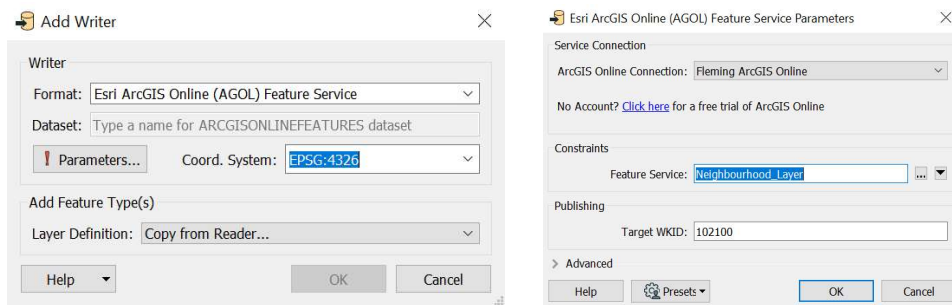 Add Writer
Writer
Format: Esri ArcGIS Online (AGOL) Feature Service
Dataset: Type a name for ARCGISONLINEFEATURES dataset
! Parameters... Coord. System: EPSG:4326
Add Feature Type(s)
Layer Definition: Copy from Reader...
Help OK Cancel
Esri ArcGIS Online (AGOL) Feature Service Parameters
Service Connection
ArcGIS Online Connection: Fleming ArcGIS Online
No Account? Click here for a free trial of ArcGIS Online
Constraints
Feature Service: Neighbourhood_Layer ...
Publishing
Target WKID: 102100
> Advanced
Help Presets OK Cancel